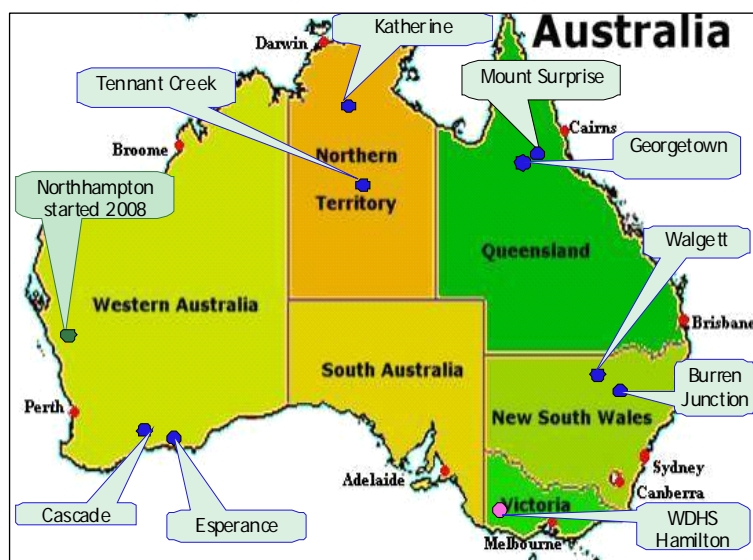 Australia
Katherine
Darwin
Tennant Creek
Mount Surprise
Cairns
Georgetown
Broome
Northern
Territory
Northhampton
started 2008
Queensland
Walgett
Western Australia
Brisbane
South Australia
Burren
Junction
Perth
New South Wales
Sydney
Adelaide
Canberra
Cascade
Esperance
Victoria
WDHS
Hamilton
Melbourne